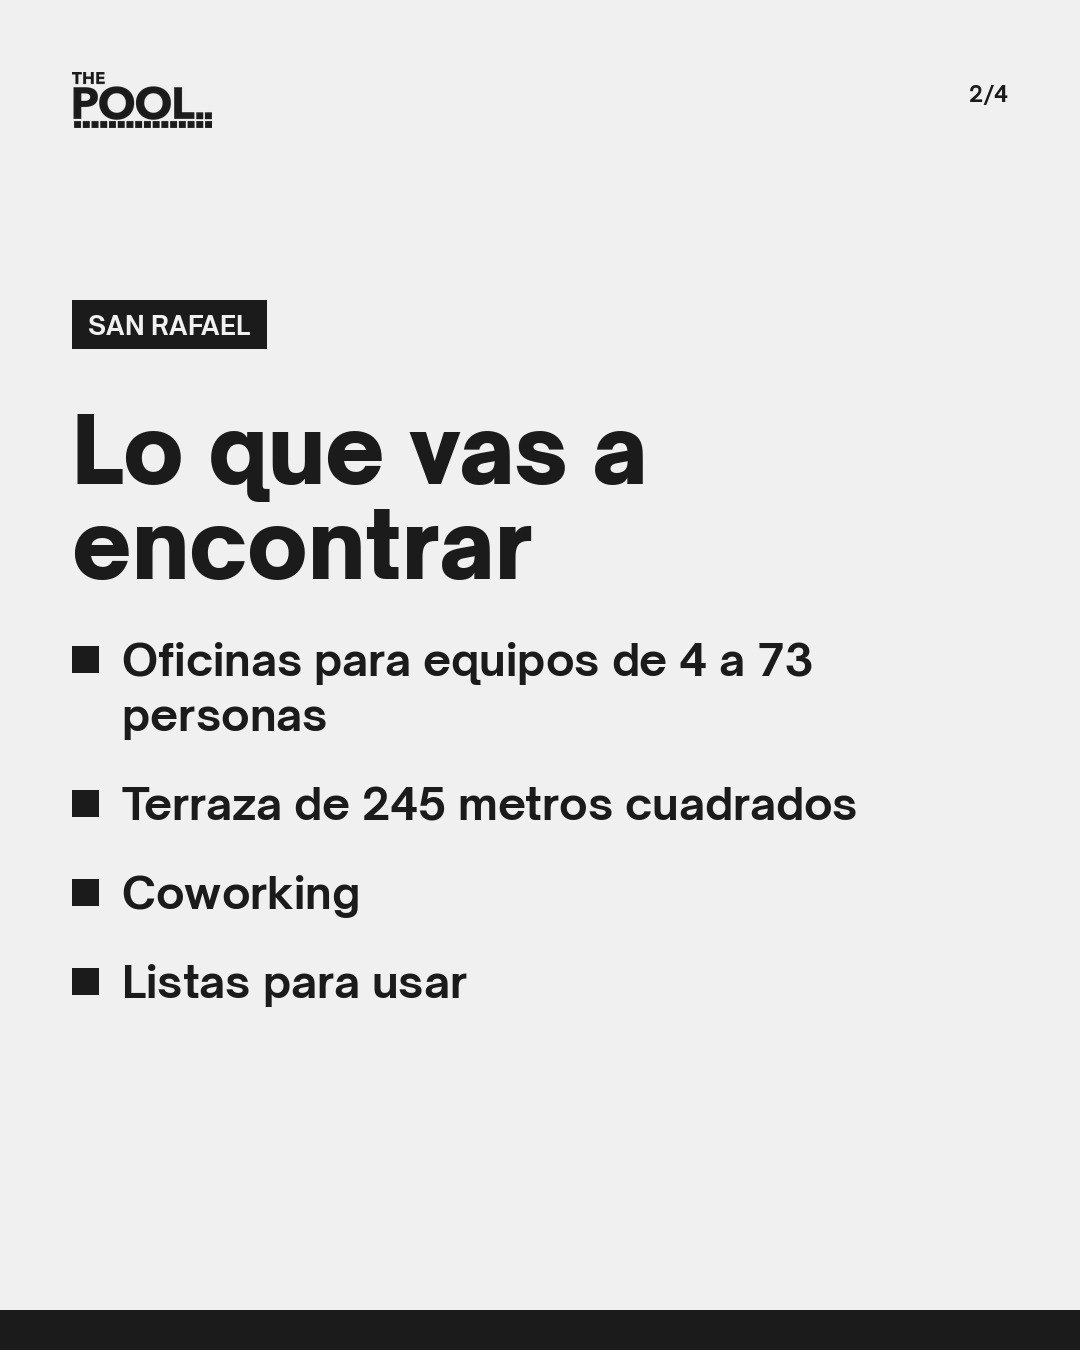 THE
POOL..
2/4
SAN RAFAEL
Lo que vas a
encontrar
Oficinas para equipos de 4 a 73
personas
Terraza de 245 metros cuadrados
Coworking
Listas para usar